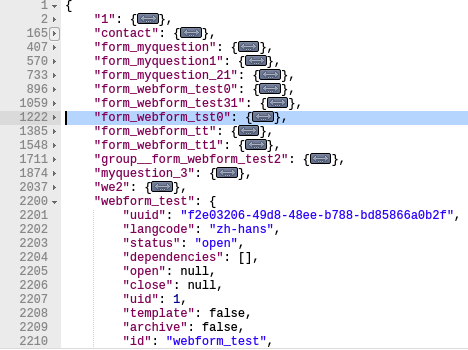 1 {
2 "1": {↔},
165 "contact": {↔},
407 "form_myquestion": {↔},
570 "form_myquestion1": {↔},
733 "form_myquestion_21": {↔},
896 "form_webform_test0": {↔},
1059 "form_webform_test31": {↔},
1222 "form_webform_tst0": {↔},
1385 "form_webform_tt": {↔},
1548 "form_webform_tt1": {↔},
1711 "group__form_webform_test2": {↔},
1874 "myquestion_3": {↔},
2037 "we2": {↔},
2200 "webform_test": {
2201 "uuid": "f2e03206-49d8-48ee-b788-bd85866a0b2f",
2202 "langcode": "zh-hans",
2203 "status": "open",
2204 "dependencies": [],
2205 "open": null,
2206 "close": null,
2207 "uid": 1,
2208 "template": false,
2209 "archive": false,
2210 "id": "webform_test",